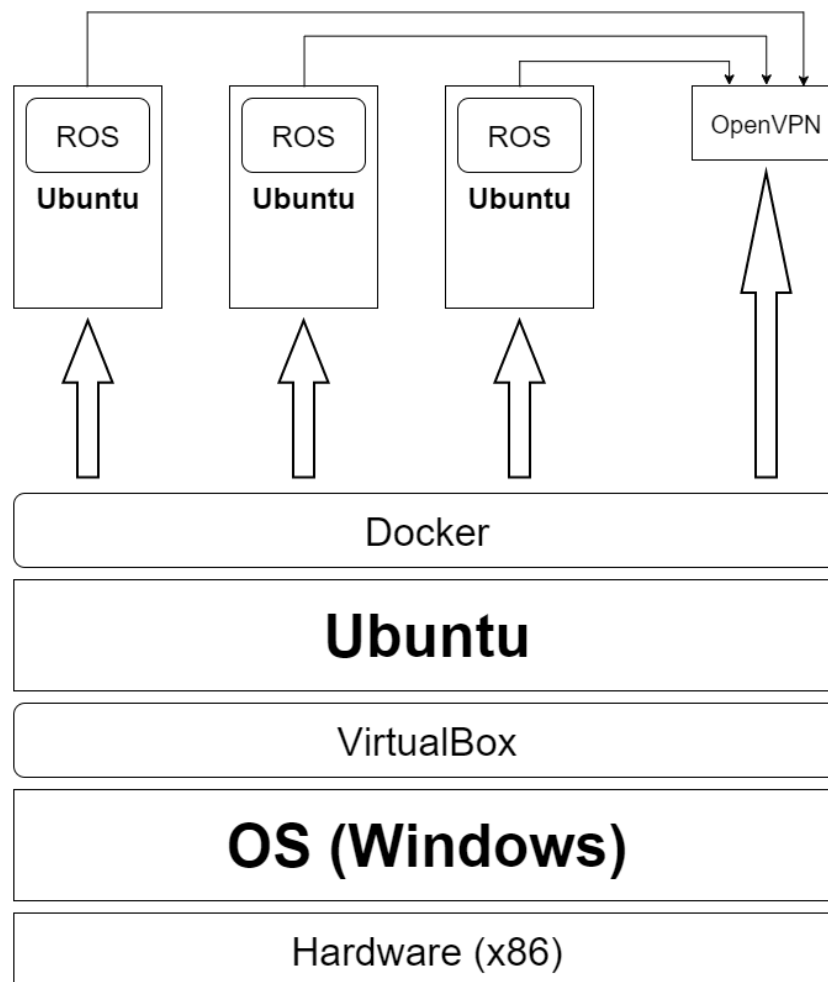 ROS
Ubuntu
ROS
Ubuntu
ROS
Ubuntu
OpenVPN
Docker
Ubuntu
VirtualBox
OS (Windows)
Hardware (x86)